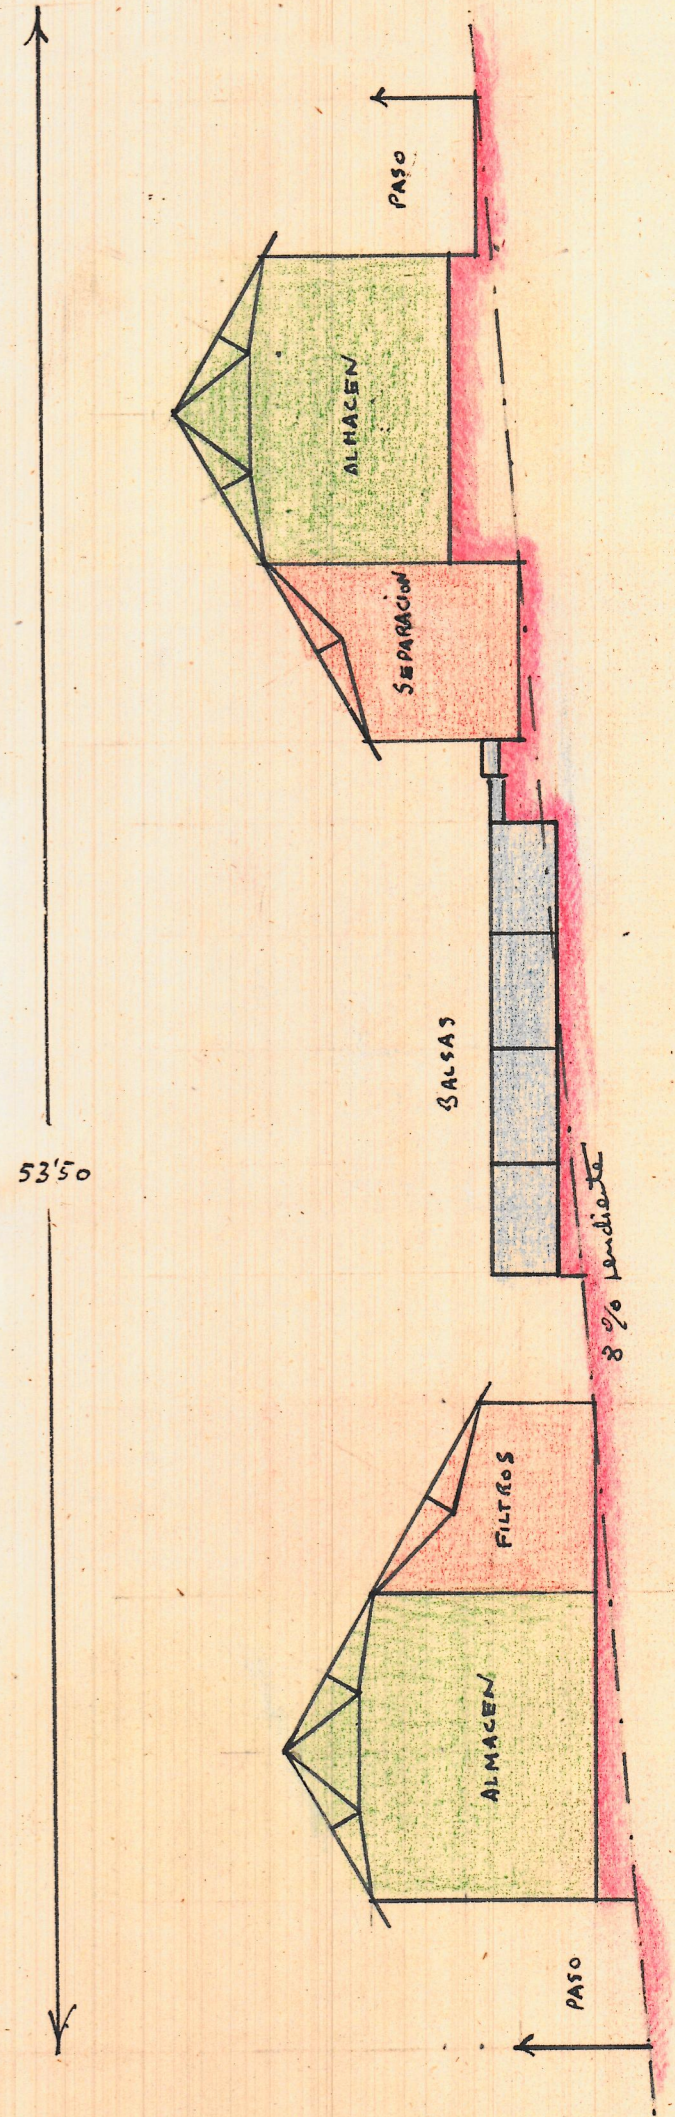 53'50
PASO
ALMACEN
FILTROS
8 % pendiente
BALSAS
SEPARACION
ALMACEN
PASO